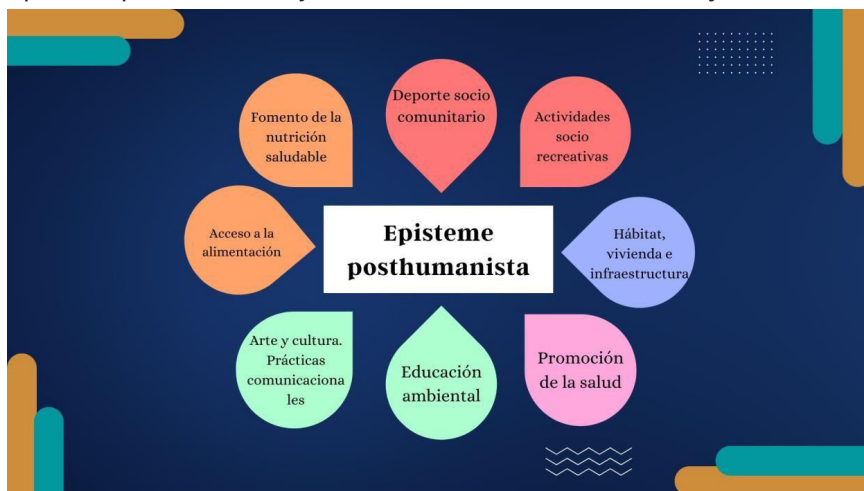 Fomento de la
nutrición
saludable
Deporte socio
comunitario
Actividades
socio
recreativas
Acceso a la
alimentación
Episteme
posthumanista
Hábitat,
vivienda e
infraestructura
Arte y cultura.
Prácticas
comunicaciona
les
Educación
ambiental
Promoción
de la salud